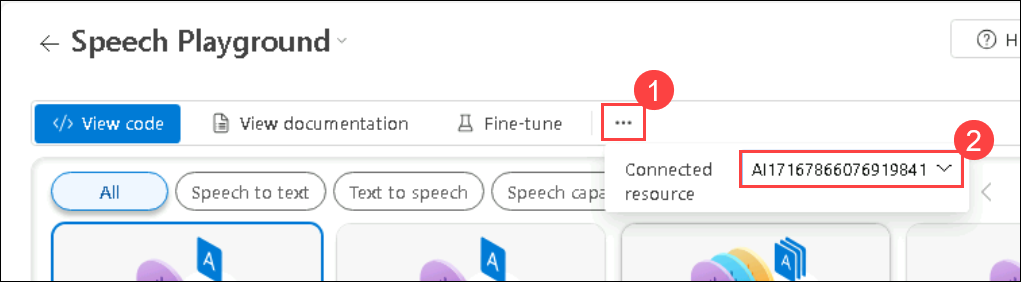 ← Speech Playground
H
1
</> View code
View documentation
Fine-tune
...
2
Connected
resource
AI17167866076919841
All
Speech to text
Text to speech
Speech capa
A
A
A
A